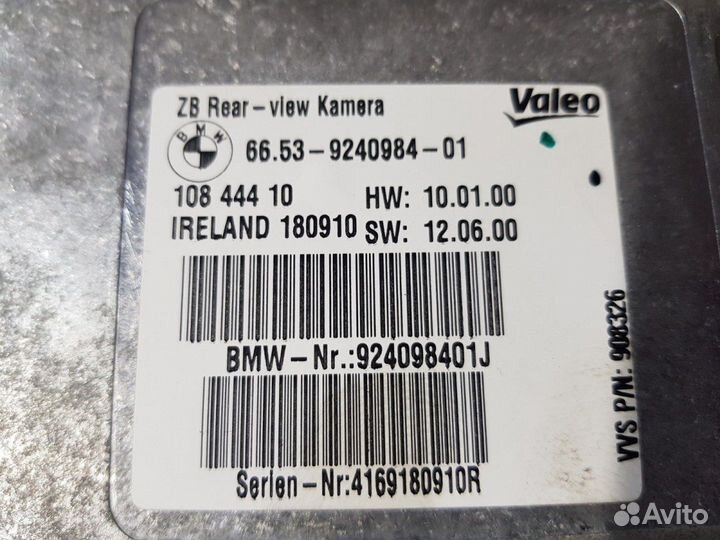 ZB Rear-view Kamera
Valeo
BMW
66.53-9240984-01
108 444 10 HW: 10.01.00
IRELAND 180910 SW: 12.06.00
BMW-Nr.:924098401J
Serien-Nr:4169180910R
VVS P/N: 908326
Avito